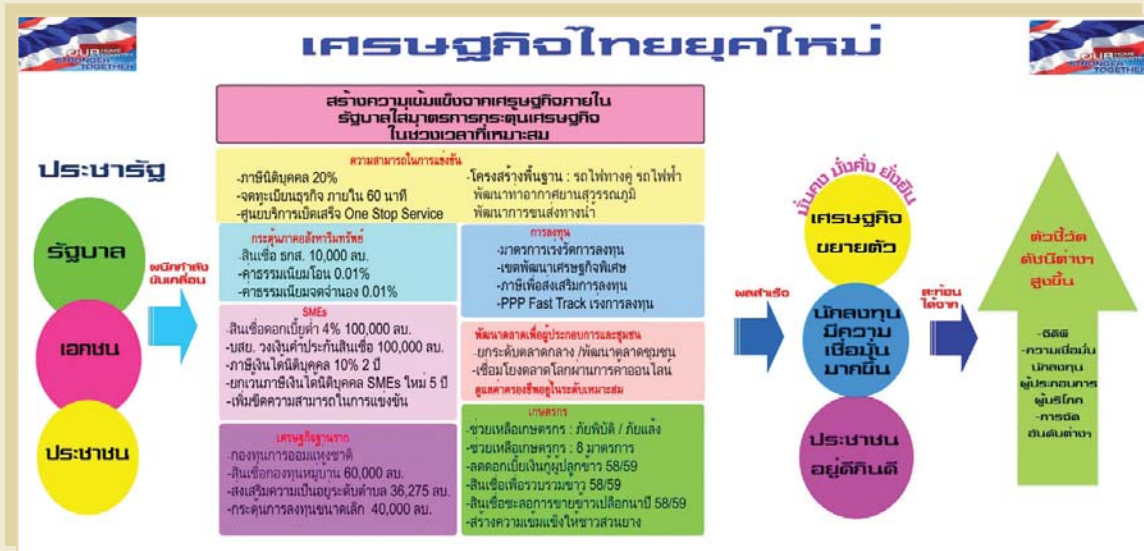 เศรษฐกิจไทยยุคใหม่
OUR HOME
STRONGER
TOGETHER
OUR HOME
STRONGER
TOGETHER
ประชารัฐ
รัฐบาล
เอกชน
ประชาชน
ผนึกกำลัง
ขับเคลื่อน
สร้างความเข้มแข็งจากเศรษฐกิจภายใน
รัฐบาลใส่มาตรการกระตุ้นเศรษฐกิจ
ในช่วงเวลาที่เหมาะสม
ความสามารถในการแข่งขัน
-ภาษีนิติบุคคล 20%
-จดทะเบียนธุรกิจ ภายใน 60 นาที
-ศูนย์บริการเบ็ดเสร็จ One Stop Service
-โครงสร้างพื้นฐาน : รถไฟทางคู่ รถไฟฟ้า
พัฒนาท่าอากาศยานสุวรรณภูมิ
พัฒนาการขนส่งทางน้ำ
กระตุ้นภาคอสังหาริมทรัพย์
-สินเชื่อ ธกส. 10,000 ลบ.
-ค่าธรรมเนียมโอน 0.01%
-ค่าธรรมเนียมจดจำนอง 0.01%
การลงทุน
-มาตรการเร่งรัดการลงทุน
-เขตพัฒนาเศรษฐกิจพิเศษ
-ภาษีเพื่อส่งเสริมการลงทุน
-PPP Fast Track เร่งการลงทุน
SMEs
-สินเชื่อดอกเบี้ยต่ำ 4% 100,000 ลบ.
-บสย. วงเงินค้ำประกันสินเชื่อ 100,000 ลบ.
-ภาษีเงินได้นิติบุคคล 10% 2 ปี
-ยกเว้นภาษีเงินได้นิติบุคคล SMEs ใหม่ 5 ปี
-เพิ่มขีดความสามารถในการแข่งขัน
พัฒนาตลาดเพื่อผู้ประกอบการและชุมชน
-ยกระดับตลาดกลาง /พัฒนาตลาดชุมชน
-เชื่อมโยงตลาดโลกผ่านการค้าออนไลน์
ดูแลค่าครองชีพอยู่ในระดับเหมาะสม
เศรษฐกิจฐานราก
-กองทุนการออมแห่งชาติ
-สินเชื่อกองทุนหมู่บ้าน 60,000 ลบ.
-ส่งเสริมความเป็นอยู่ระดับตำบล 36,275 ลบ.
-กระตุ้นการลงทุนขนาดเล็ก 40,000 ลบ.
เกษตรกร
-ช่วยเหลือเกษตรกร : ภัยพิบัติ / ภัยแล้ง
-ช่วยเหลือเกษตรกร : 8 มาตรการ
-ลดดอกเบี้ยเงินกู้ผู้ปลูกข้าว 58/59
-สินเชื่อเพื่อรวบรวมข้าว 58/59
-สินเชื่อชะลอการขายข้าวเปลือกนาปี 58/59
-สร้างความเข้มแข็งให้ชาวสวนยาง
ผลสำเร็จ
มั่นคง มั่งคั่ง ยั่งยืน
เศรษฐกิจ
ขยายตัว
นักลงทุน
มีความ
เชื่อมั่น
มากขึ้น
ประชาชน
อยู่ดีกินดี
สะท้อน
ได้จาก
ตัวชี้วัด
ดัชนีต่างๆ
สูงขึ้น
-จีดีพี
-ความเชื่อมั่น
นักลงทุน
ผู้ประกอบการ
ผู้บริโภค
-การจัด
อันดับต่างๆ